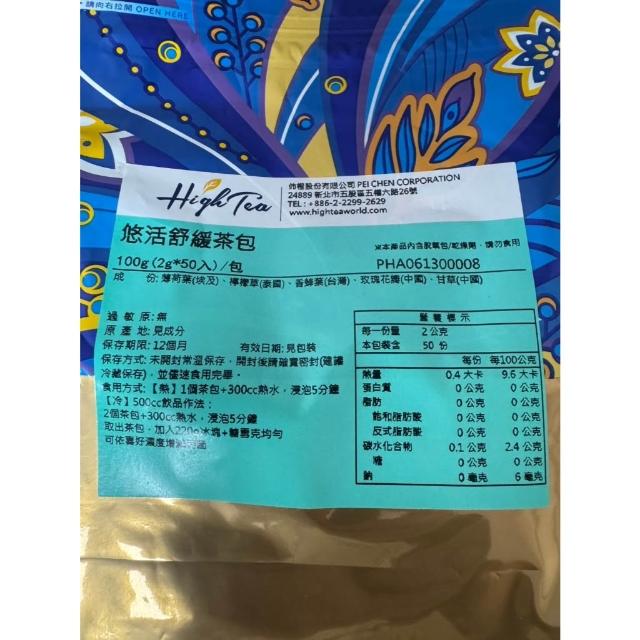 請向右拉開 OPEN HERE
High Tea
沛櫂股份有限公司 PEI CHEN CORPORATION
24889 新北市五股區五權六路26號
TEL : +886-2-2299-2629
www.highteaworld.com
悠活舒緩茶包
※本產品內含脫氧包/乾燥劑，請勿食用
100g (2g*50入) /包
PHA061300008
成 份: 薄荷葉(埃及)、檸檬草(泰國)、香蜂葉(台灣)、玫瑰花瓣(中國)、甘草(中國)
過 敏 原: 無
原 產 地: 見成分
保存期限: 12個月 有效日期: 見包裝
保存方式: 未開封常溫保存，開封後請確實密封(建議
冷藏保存)，並儘速食用完畢。
食用方式:【熱】1個茶包+300cc熱水，浸泡5分鐘
【冷】500cc飲品作法：
2個茶包+300cc熱水，浸泡5分鐘
取出茶包，加入220g冰塊+糖雪克均勻
可依喜好濃度增
營養標示
每一份量 2公克
本包裝含 50 份
每份 每100公克
熱量 0.4 大卡 9.6 大卡
蛋白質 0 公克 0 公克
脂肪 0 公克 0 公克
飽和脂肪酸 0 公克 0 公克
反式脂肪酸 0 公克 0 公克
碳水化合物 0.1 公克 2.4 公克
糖 0 公克 0 公克
鈉 0 毫克 6 毫克